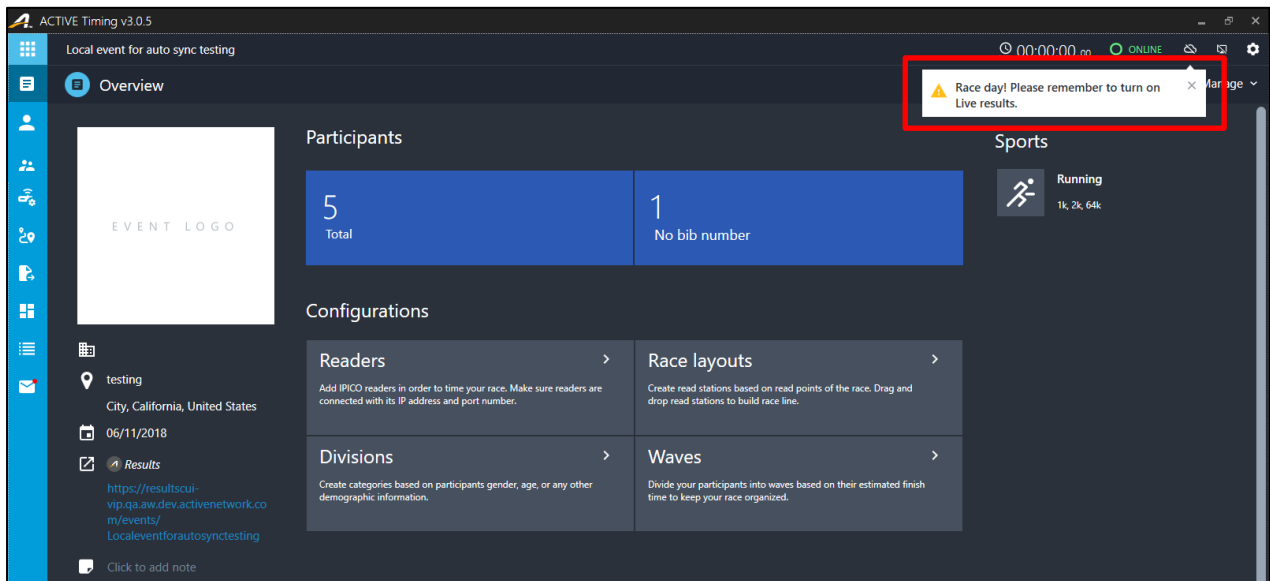 ACTIVE Timing v3.0.5
Local event for auto sync testing
00:00:00 .00
ONLINE
Overview
Manage
Race day! Please remember to turn on
Live results.
EVENT LOGO
testing
City, California, United States
06/11/2018
Results
https://resultscui-
vip.qa.aw.dev.activenetwork.co
m/events/
Localeventforautosynctesting
Click to add note
Participants
5
Total
1
No bib number
Configurations
Readers
Add IPICO readers in order to time your race. Make sure readers are
connected with its IP address and port number.
Race layouts
Create read stations based on read points of the race. Drag and
drop read stations to build race line.
Divisions
Create categories based on participants gender, age, or any other
demographic information.
Waves
Divide your participants into waves based on their estimated finish
time to keep your race organized.
Sports
Running
1k, 2k, 64k